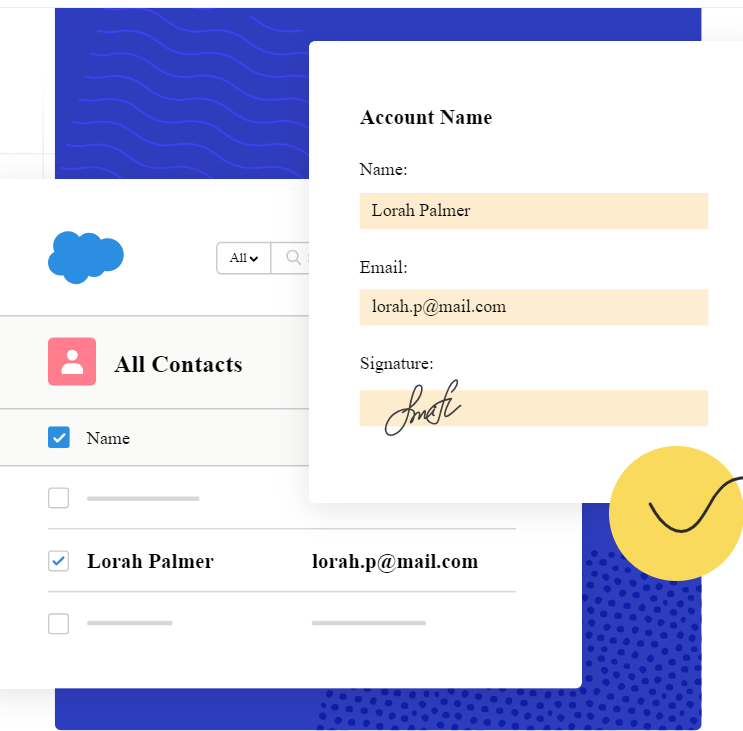 Account Name
Name:
Lorah Palmer
Email:
lorah.p@mail.com
Signature:
All
All Contacts
Name
Lorah Palmer lorah.p@mail.com